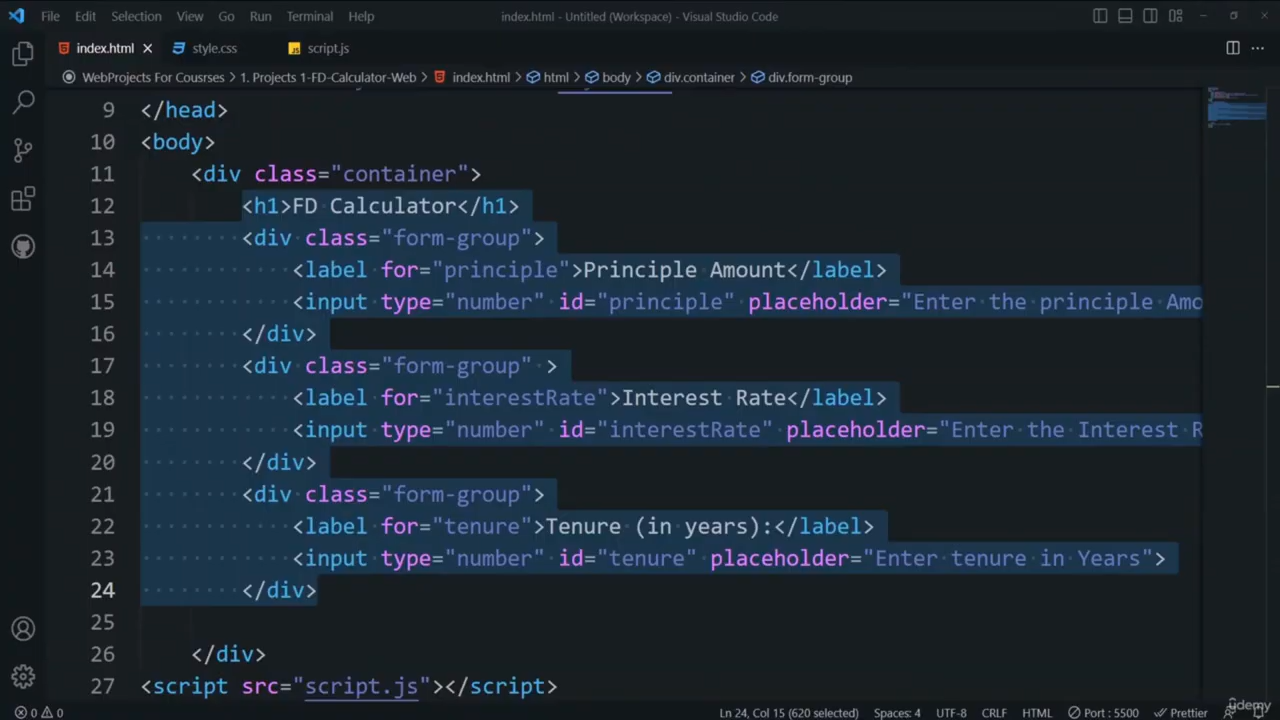 File Edit Selection View Go Run Terminal Help index.html - Untitled (Workspace) - Visual Studio Code
index.html style.css JS script.js
WebProjects For Cousrses > 1. Projects 1-FD-Calculator-Web > index.html > html > body > div.container > div.form-group
9 </head>
10 <body>
11 <div class="container">
12 <h1>FD Calculator</h1>
13 <div class="form-group">
14 <label for="principle">Principle Amount</label>
15 <input type="number" id="principle" placeholder="Enter the principle Amo
16 </div>
17 <div class="form-group" >
18 <label for="interestRate">Interest Rate</label>
19 <input type="number" id="interestRate" placeholder="Enter the Interest R
20 </div>
21 <div class="form-group">
22 <label for="tenure">Tenure (in years):</label>
23 <input type="number" id="tenure" placeholder="Enter tenure in Years">
24 </div>
25
26 </div>
27 <script src="script.js"></script>
0 0 Ln 24, Col 15 (620 selected) Spaces: 4 UTF-8 CRLF HTML Port : 5500 Prettier
ûdemy